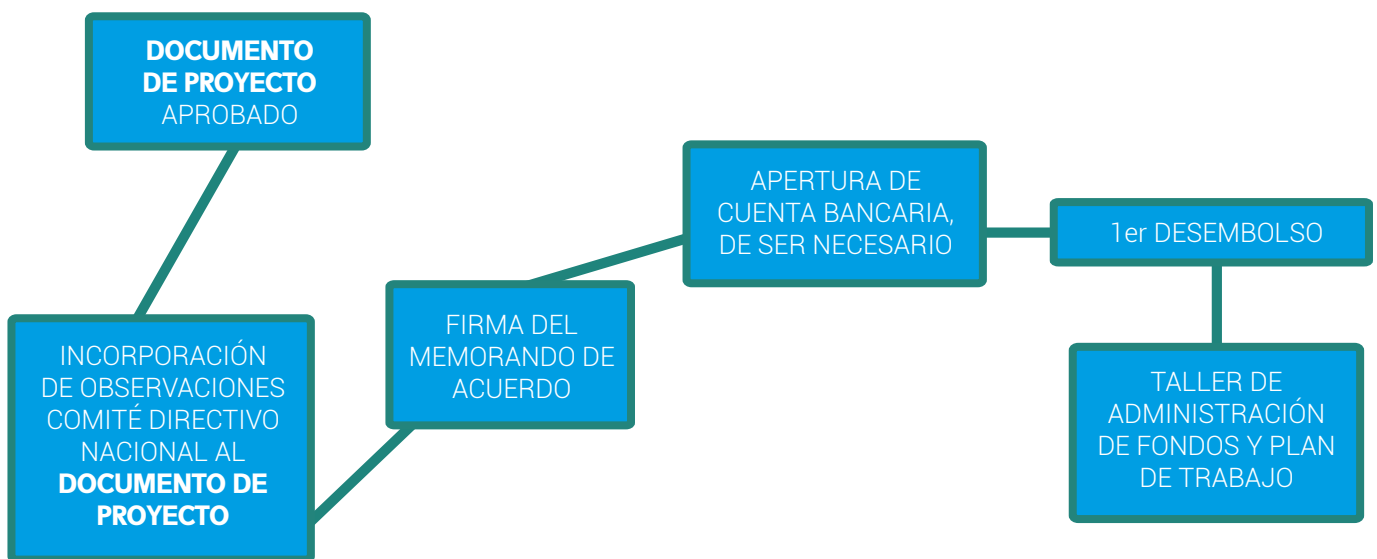 DOCUMENTO
DE PROYECTO
APROBADO
INCORPORACIÓN
DE OBSERVACIONES
COMITÉ DIRECTIVO
NACIONAL AL
DOCUMENTO DE
PROYECTO
FIRMA DEL
MEMORANDO DE
ACUERDO
APERTURA DE
CUENTA BANCARIA,
DE SER NECESARIO
1er DESEMBOLSO
TALLER DE
ADMINISTRACIÓN
DE FONDOS Y PLAN
DE TRABAJO